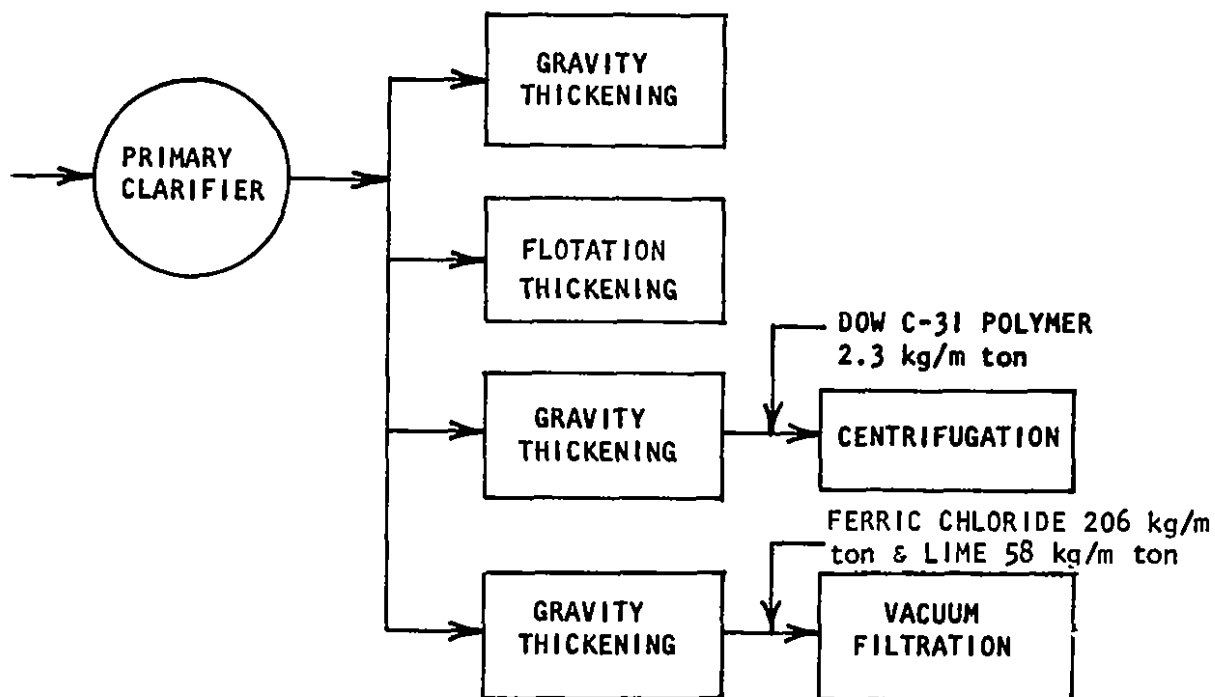 PRIMARY
CLARIFIER
GRAVITY
THICKENING
FLOTATION
THICKENING
GRAVITY
THICKENING
DOW C-31 POLYMER
2.3 kg/m ton
CENTRIFUGATION
GRAVITY
THICKENING
FERRIC CHLORIDE 206 kg/m
ton & LIME 58 kg/m ton
VACUUM
FILTRATION